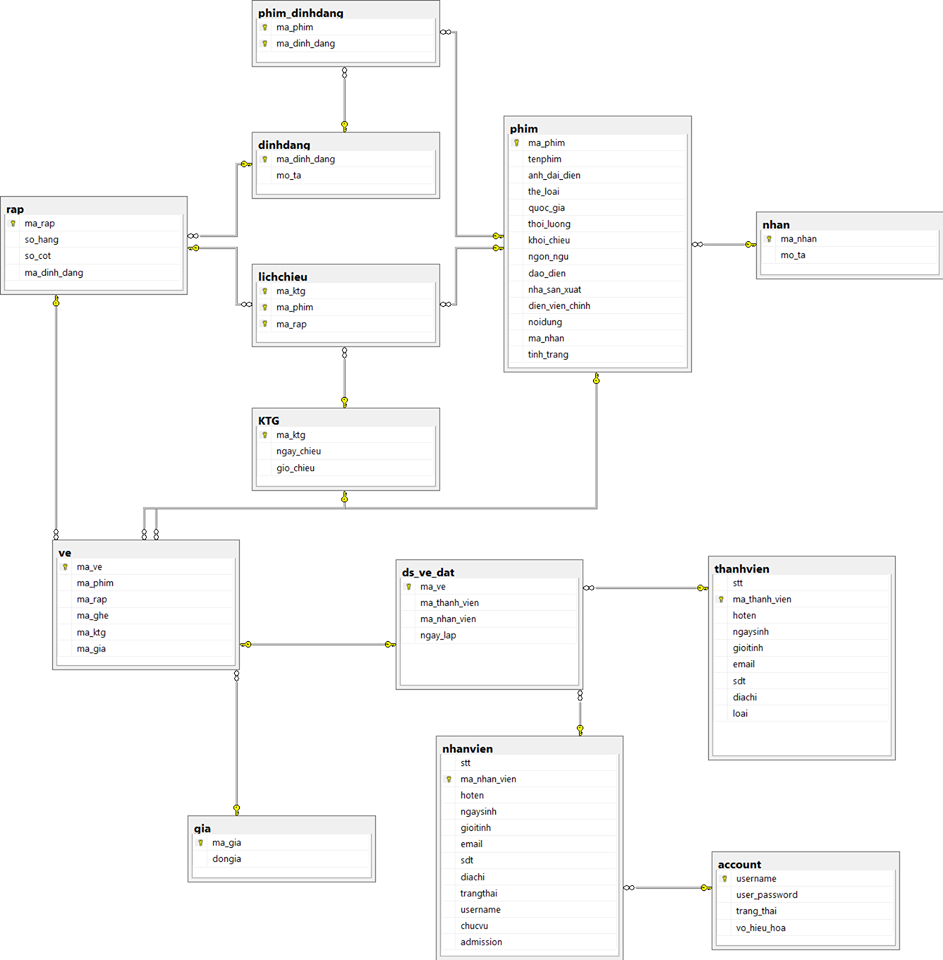 phim_dinhdang
ma_phim
ma_dinh_dang
dinhdang
ma_dinh_dang
mo_ta
phim
ma_phim
tenphim
anh_dai_dien
the_loai
quoc_gia
thoi_luong
khoi_chieu
ngon_ngu
dao_dien
nha_san_xuat
dien_vien_chinh
noidung
ma_nhan
tinh_trang
rap
ma_rap
so_hang
so_cot
ma_dinh_dang
nhan
ma_nhan
mo_ta
lichchieu
ma_ktg
ma_phim
ma_rap
KTG
ma_ktg
ngay_chieu
gio_chieu
ve
ma_ve
ma_phim
ma_rap
ma_ghe
ma_ktg
ma_gia
ds_ve_dat
ma_ve
ma_thanh_vien
ma_nhan_vien
ngay_lap
thanhvien
stt
ma_thanh_vien
hoten
ngaysinh
gioitinh
email
sdt
diachi
loai
nhanvien
stt
ma_nhan_vien
hoten
ngaysinh
gioitinh
email
sdt
diachi
trangthai
username
chucvu
admission
gia
ma_gia
dongia
account
username
user_password
trang_thai
vo_hieu_hoa